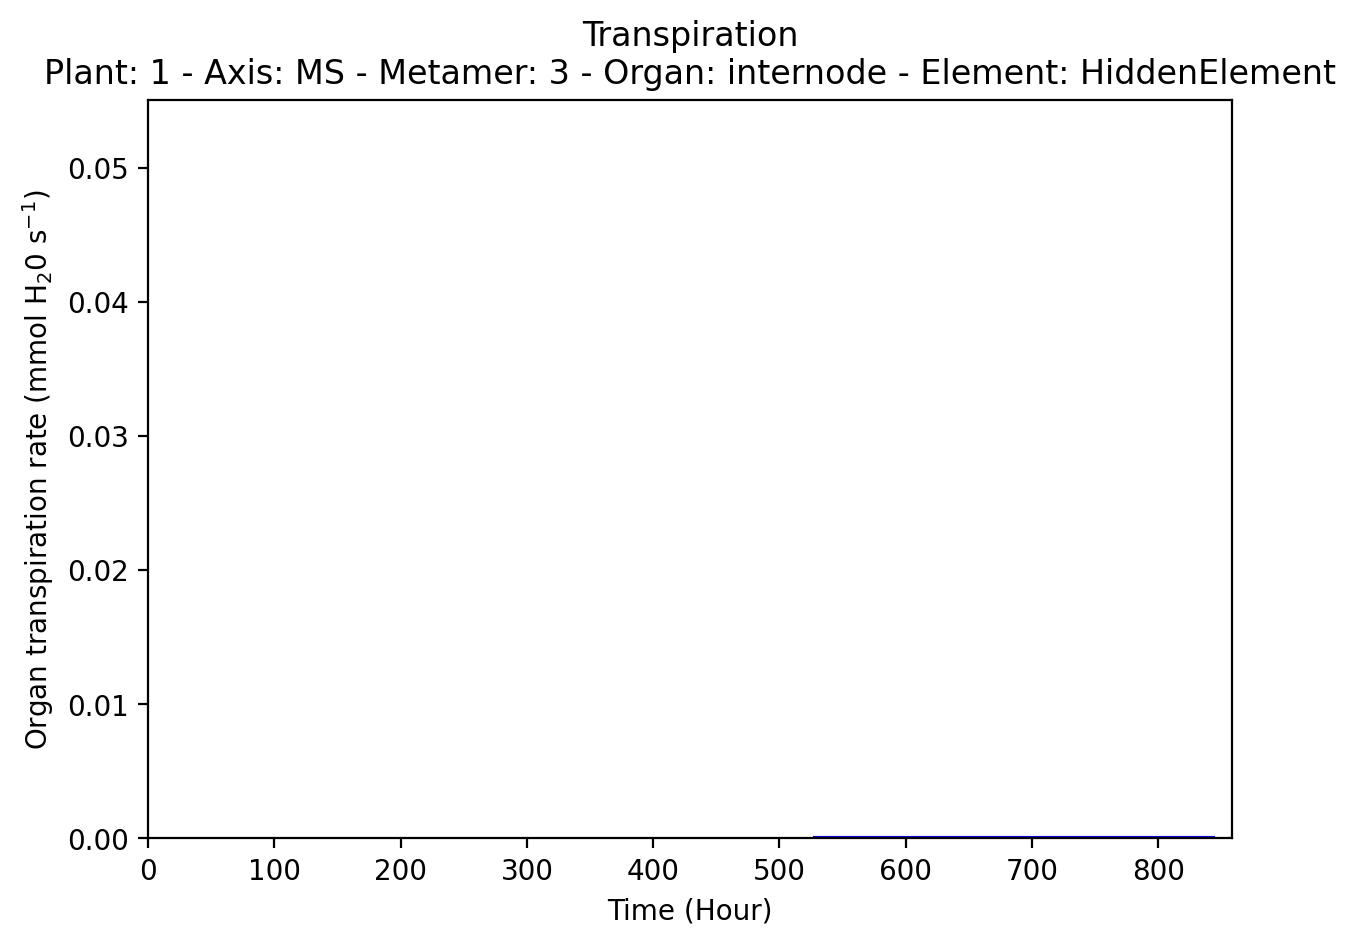 Transpiration
Plant: 1 - Axis: MS - Metamer: 3 - Organ: internode - Element: HiddenElement
Organ transpiration rate (mmol H₂0 s⁻¹)
0.05
0.04
0.03
0.02
0.01
0.00
0 100 200 300 400 500 600 700 800
Time (Hour)